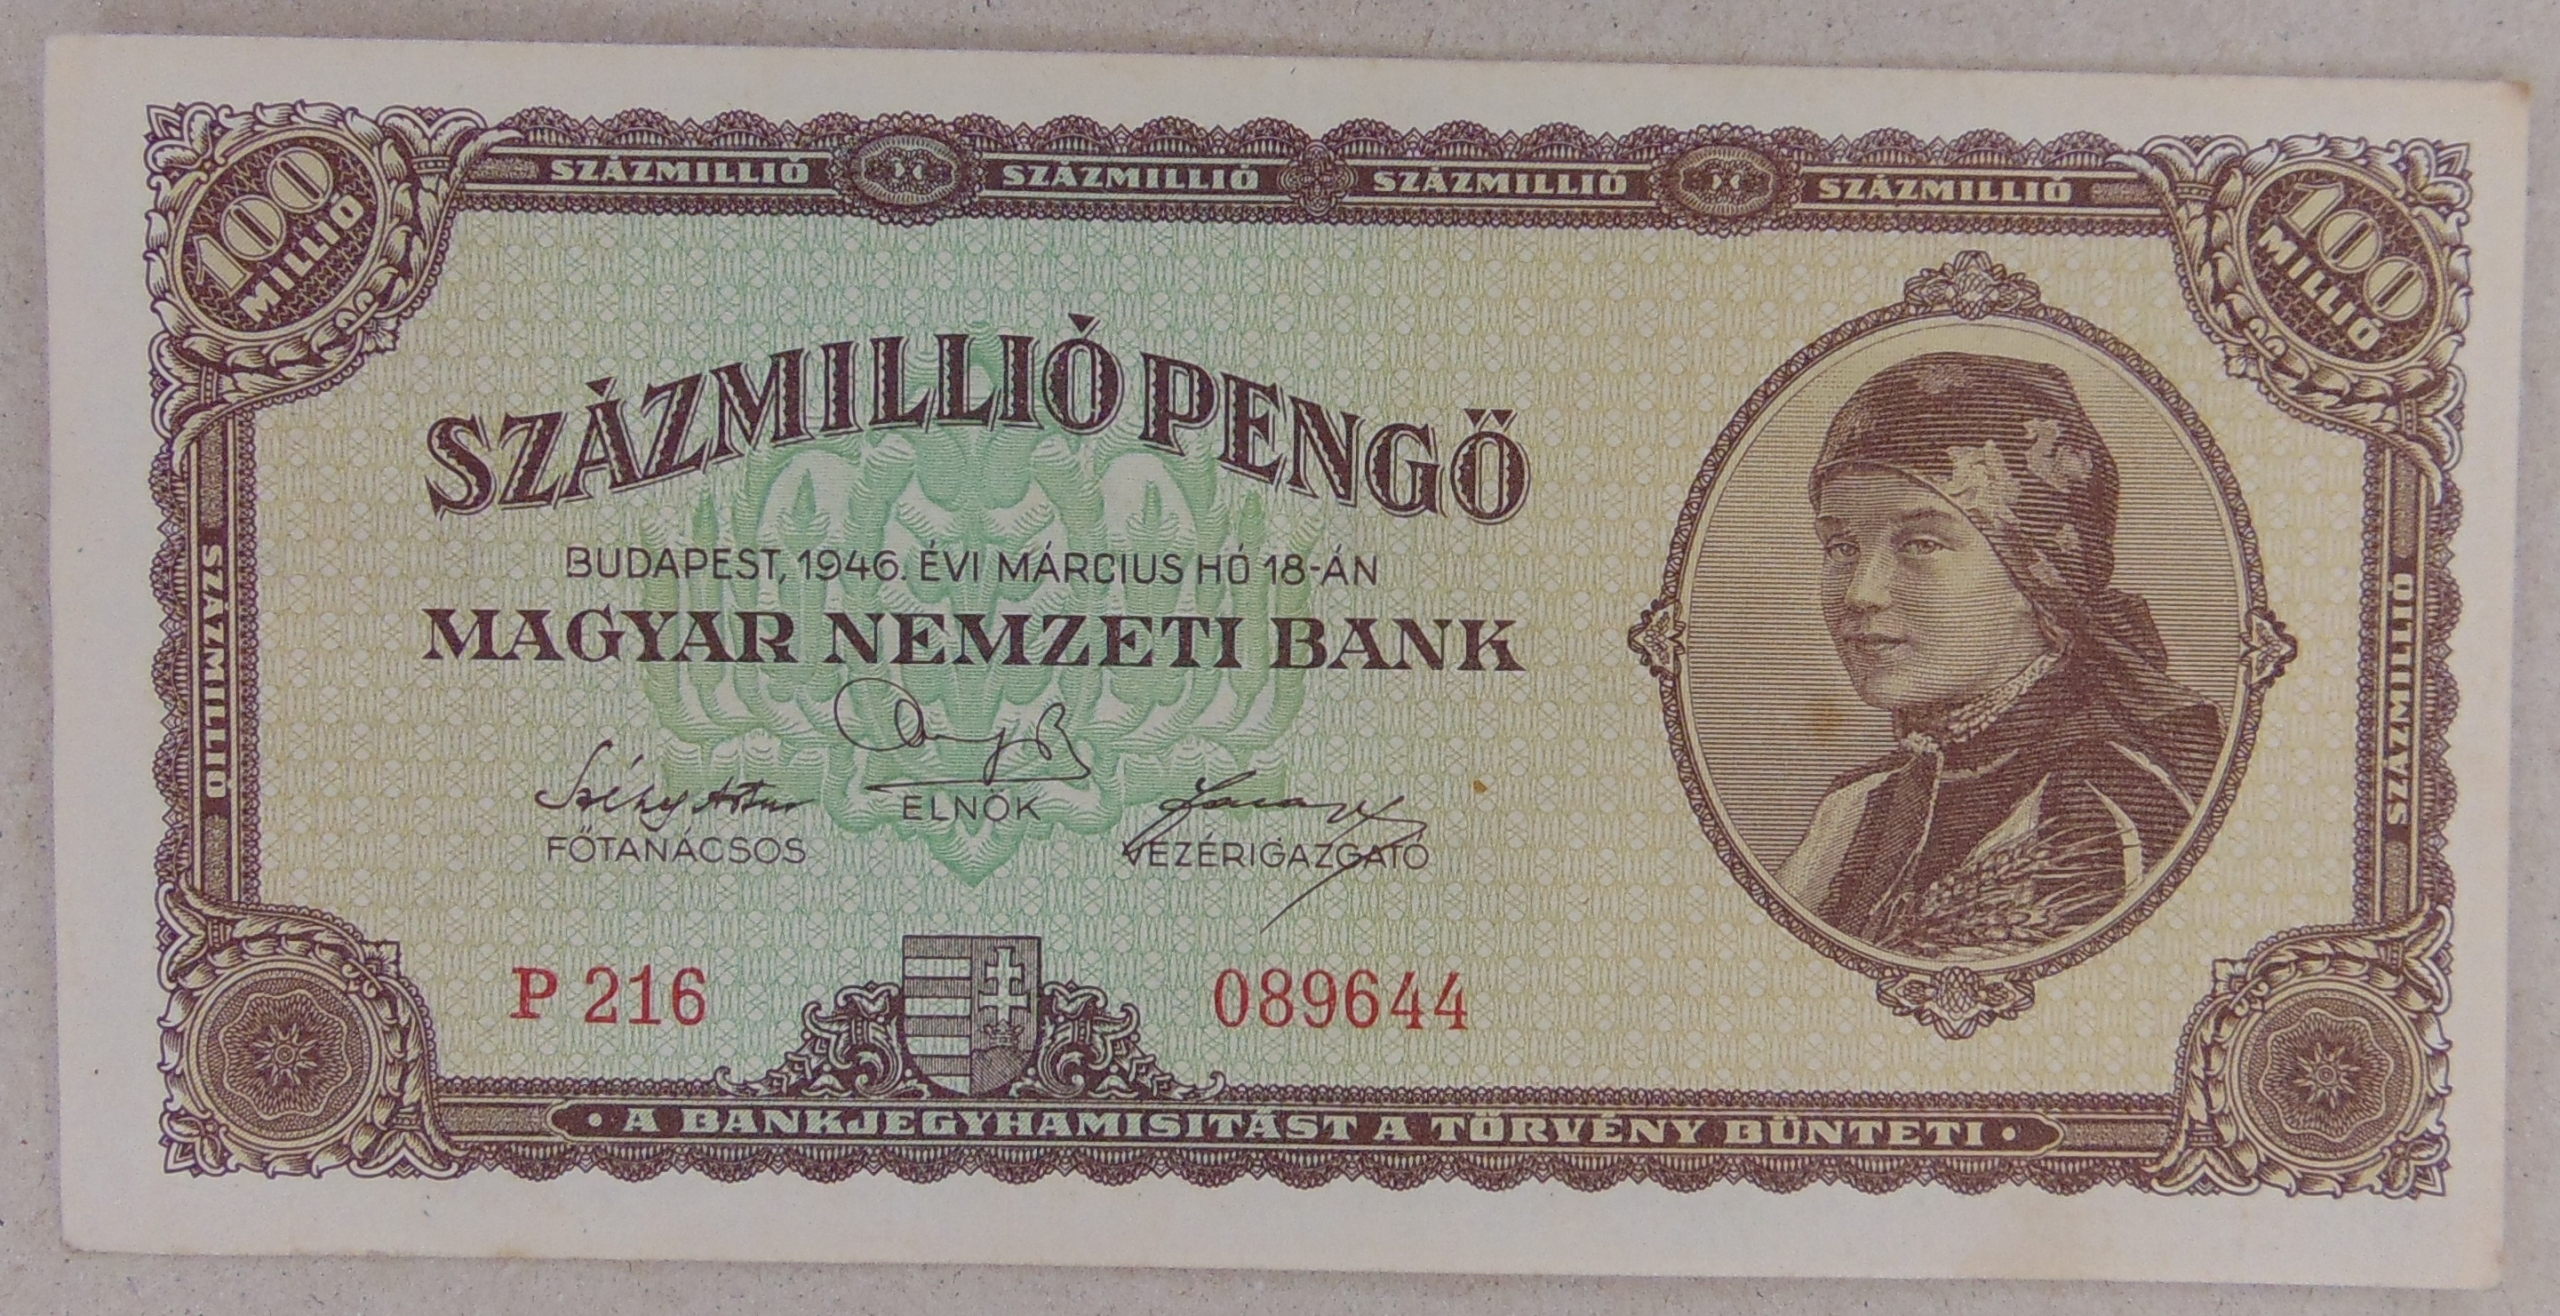 100 MILLIÓ
SZÁZMILLIÓ SZÁZMILLIÓ SZÁZMILLIÓ SZÁZMILLIÓ
100 MILLIÓ
SZÁZMILLIÓ PENGŐ
BUDAPEST, 1946. ÉVI MÁRCIUS HÓ 18-ÁN
MAGYAR NEMZETI BANK
SZÁZMILLIÓ
SZÁZMILLIÓ
ELNÖK
FŐTANÁCSOS
VEZÉRIGAZGATÓ
P 216
089644
• A BANKJEGYHAMISITÁST A TÖRVÉNY BÜNTETI •